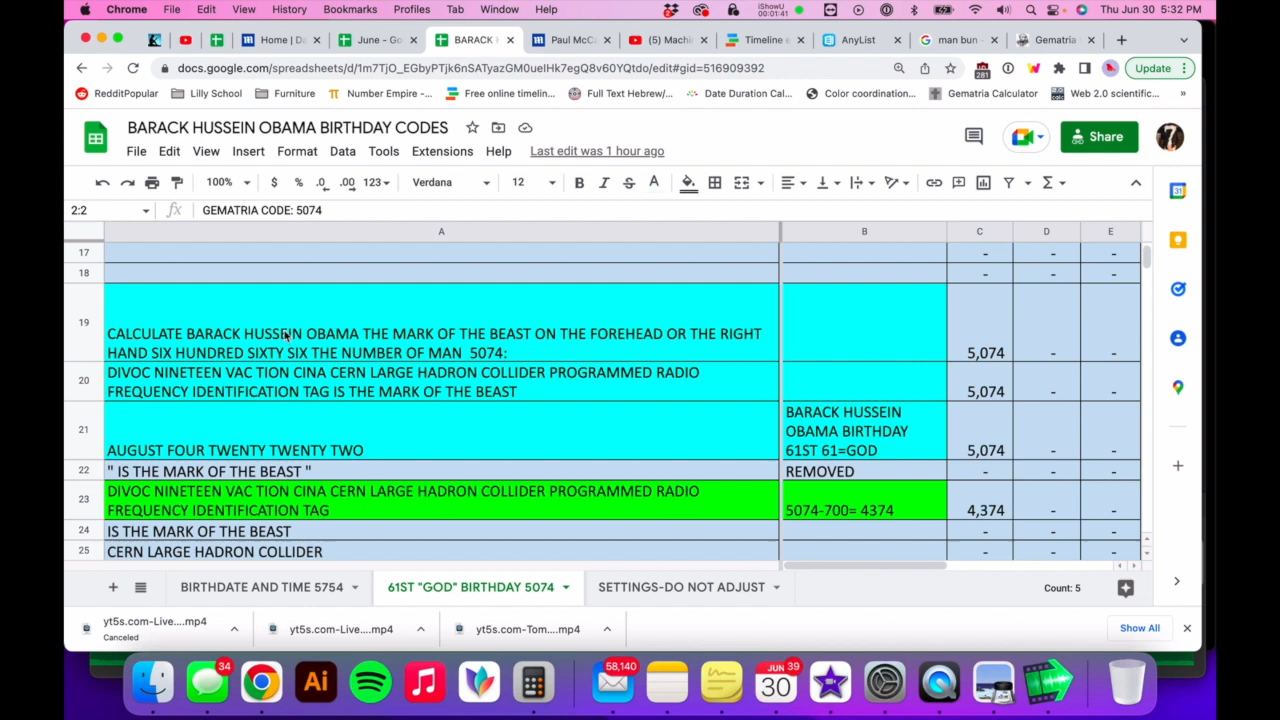 Chrome File Edit View History Bookmarks Profiles Tab Window Help iShowU 00:01:41 Thu Jun 30 5:32 PM
Home | Da June - Go BARACK H Paul McC (5) Machi Timeline e AnyList man bun - Gematria
docs.google.com/spreadsheets/d/1m7TjO_EGbyPTjk6nSATyazGM0uelHk7egQ8v60YQtdo/edit#gid=516909392 281 Update
RedditPopular Lilly School Furniture Number Empire -... Free online timelin... Full Text Hebrew/... Date Duration Cal... Color coordination... Gematria Calculator Web 2.0 scientific... »
BARACK HUSSEIN OBAMA BIRTHDAY CODES
Share
File Edit View Insert Format Data Tools Extensions Help Last edit was 1 hour ago
100% $ % .0 .00 123 Verdana 12 B I S A
2:2 fx GEMATRIA CODE: 5074
A B C D E
17 - - -
18 - - -
CALCULATE BARACK HUSSEIN OBAMA THE MARK OF THE BEAST ON THE FOREHEAD OR THE RIGHT
19 HAND SIX HUNDRED SIXTY SIX THE NUMBER OF MAN 5074: 5,074 - -
DIVOC NINETEEN VAC TION CINA CERN LARGE HADRON COLLIDER PROGRAMMED RADIO
20 FREQUENCY IDENTIFICATION TAG IS THE MARK OF THE BEAST 5,074 - -
BARACK HUSSEIN
OBAMA BIRTHDAY
21 AUGUST FOUR TWENTY TWENTY TWO 61ST 61=GOD 5,074 - -
22 " IS THE MARK OF THE BEAST " REMOVED - - -
DIVOC NINETEEN VAC TION CINA CERN LARGE HADRON COLLIDER PROGRAMMED RADIO
23 FREQUENCY IDENTIFICATION TAG 5074-700= 4374 4,374 - -
24 IS THE MARK OF THE BEAST - - -
25 CERN LARGE HADRON COLLIDER - - -
BIRTHDATE AND TIME 5754 61ST "GOD" BIRTHDAY 5074 SETTINGS-DO NOT ADJUST Count: 5
yt5s.com-Live....mp4 yt5s.com-Live....mp4 yt5s.com-Tom....mp4 Show All
Canceled
34 58,140 JUN 39
30